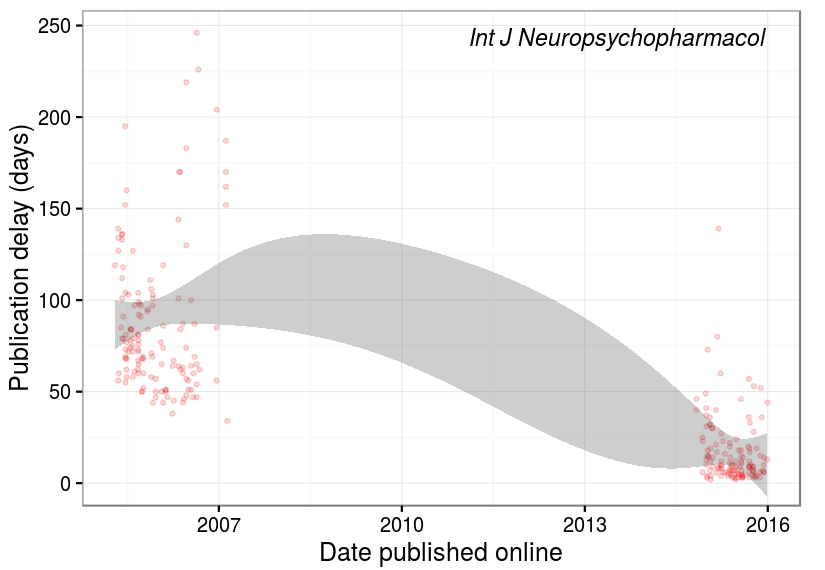 Int J Neuropsychopharmacol
250
200
150
100
50
0
Publication delay (days)
2007 2010 2013 2016
Date published online